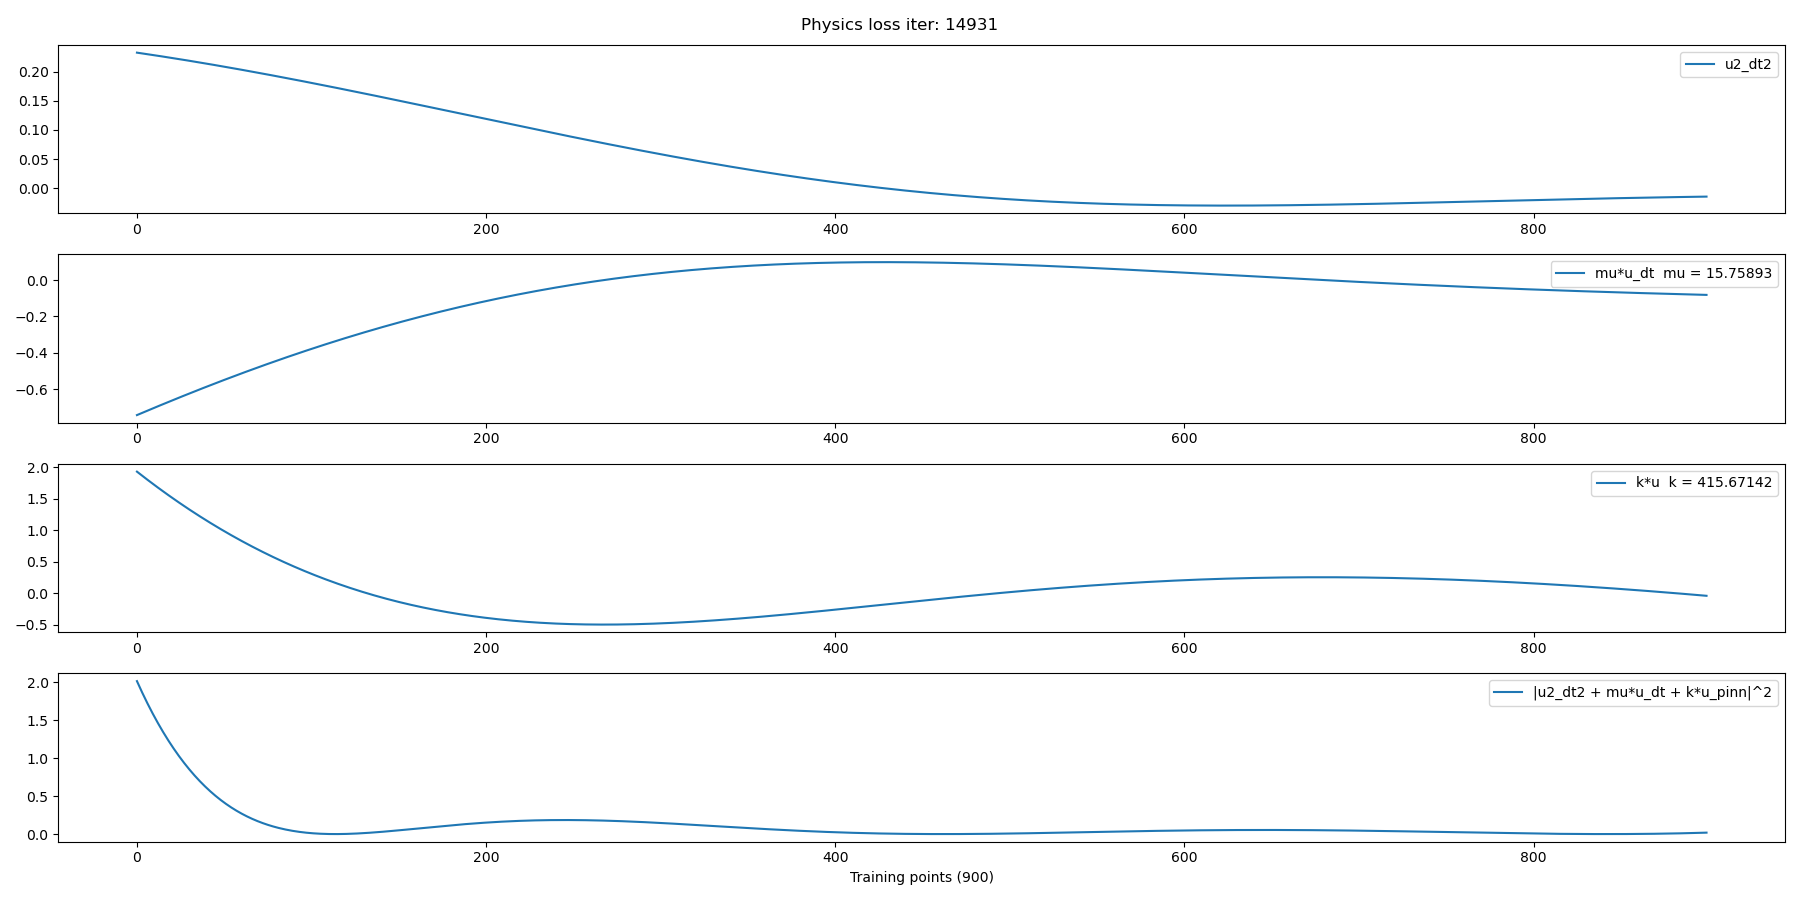 Physics loss iter: 14931
0.20
0.15
0.10
0.05
0.00
u2_dt2
0 200 400 600 800
0.0
−0.2
−0.4
−0.6
mu*u_dt  mu = 15.75893
0 200 400 600 800
2.0
1.5
1.0
0.5
0.0
−0.5
k*u  k = 415.67142
0 200 400 600 800
2.0
1.5
1.0
0.5
0.0
|u2_dt2 + mu*u_dt + k*u_pinn|^2
0 200 400 600 800
Training points (900)